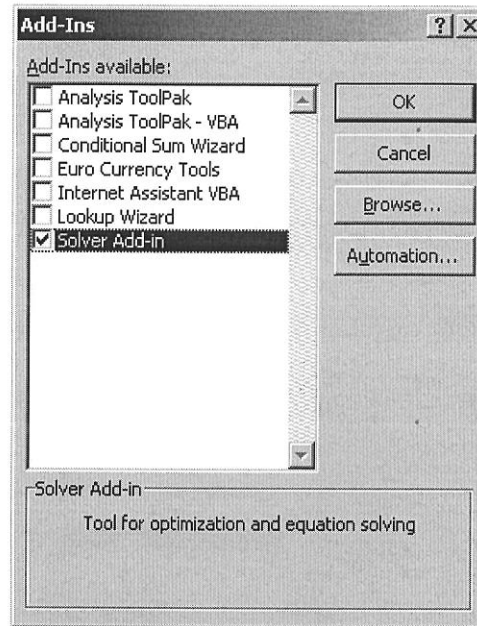 Add-Ins
Add-Ins available:
Analysis ToolPak
Analysis ToolPak - VBA
Conditional Sum Wizard
Euro Currency Tools
Internet Assistant VBA
Lookup Wizard
Solver Add-in
OK
Cancel
Browse...
Automation...
Solver Add-in
Tool for optimization and equation solving